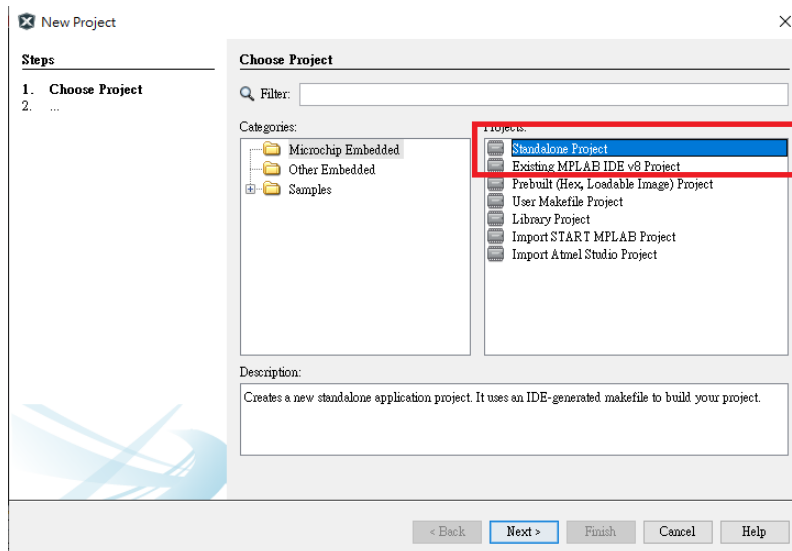 New Project
Steps
1. Choose Project
2. ...
Choose Project
Filter:
Categories:
Microchip Embedded
Other Embedded
Samples
Projects:
Standalone Project
Existing MPLAB IDE v8 Project
Prebuilt (Hex, Loadable Image) Project
User Makefile Project
Library Project
Import START MPLAB Project
Import Atmel Studio Project
Description:
Creates a new standalone application project. It uses an IDE-generated makefile to build your project.
< Back
Next >
Finish
Cancel
Help